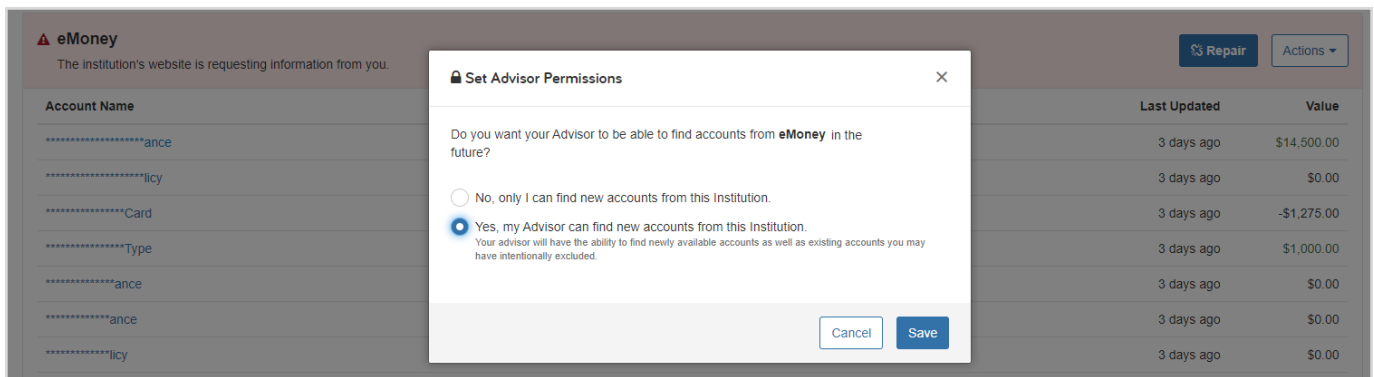 eMoney
The institution's website is requesting information from you.
Repair
Actions
Set Advisor Permissions
Do you want your Advisor to be able to find accounts from eMoney in the
future?
No, only I can find new accounts from this Institution.
Yes, my Advisor can find new accounts from this Institution.
Your advisor will have the ability to find newly available accounts as well as existing accounts you may
have intentionally excluded.
Cancel
Save
Account Name Last Updated Value
*********************ance 3 days ago $14,500.00
*********************licy 3 days ago $0.00
*****************Card 3 days ago -$1,275.00
*****************Type 3 days ago $1,000.00
***************ance 3 days ago $0.00
**************ance 3 days ago $0.00
**************licy 3 days ago $0.00